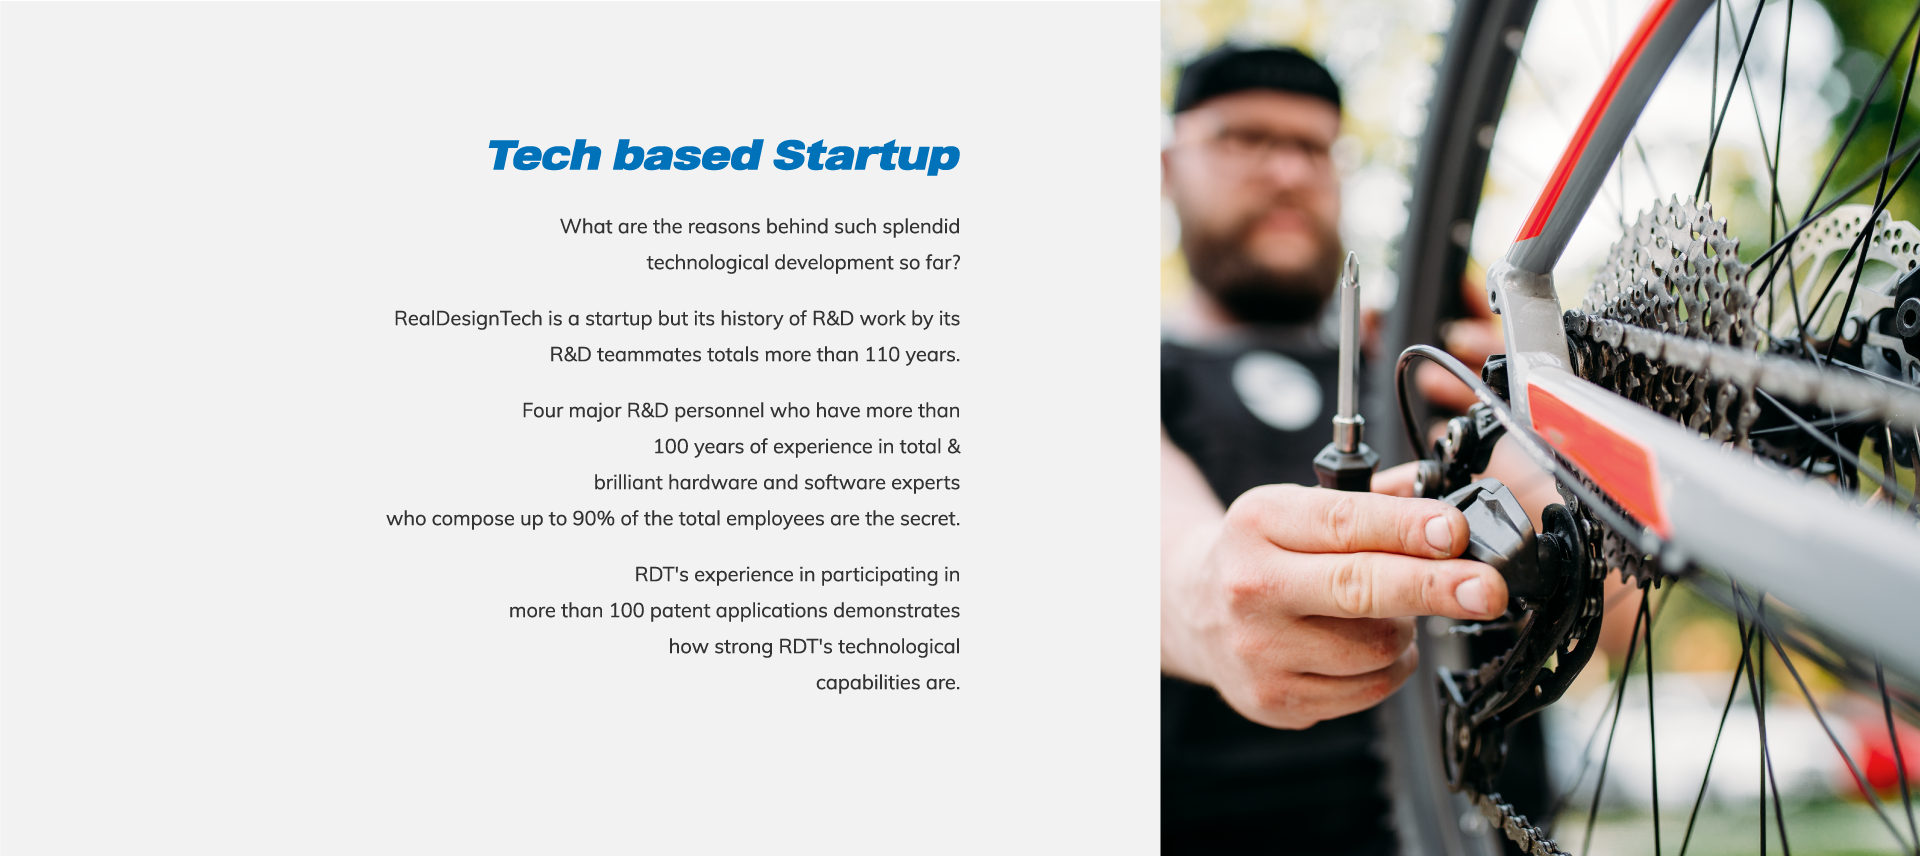 Tech based Startup
What are the reasons behind such splendid
technological development so far?
RealDesignTech is a startup but its history of R&D work by its
R&D teammates totals more than 110 years.
Four major R&D personnel who have more than
100 years of experience in total &
brilliant hardware and software experts
who compose up to 90% of the total employees are the secret.
RDT's experience in participating in
more than 100 patent applications demonstrates
how strong RDT's technological
capabilities are.